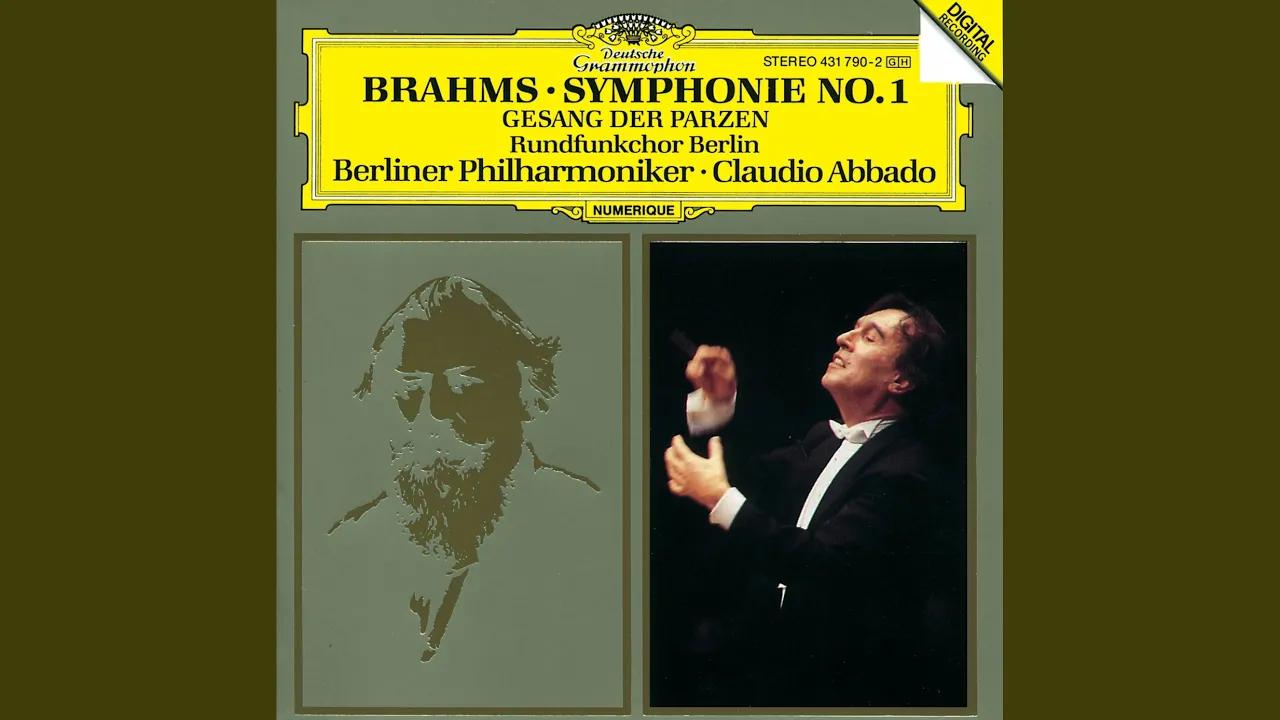 DIGITAL
RECORDING
Deutsche
Grammophon
STEREO 431 790-2 GH
BRAHMS · SYMPHONIE NO. 1
GESANG DER PARZEN
Rundfunkchor Berlin
Berliner Philharmoniker · Claudio Abbado
NUMERIQUE